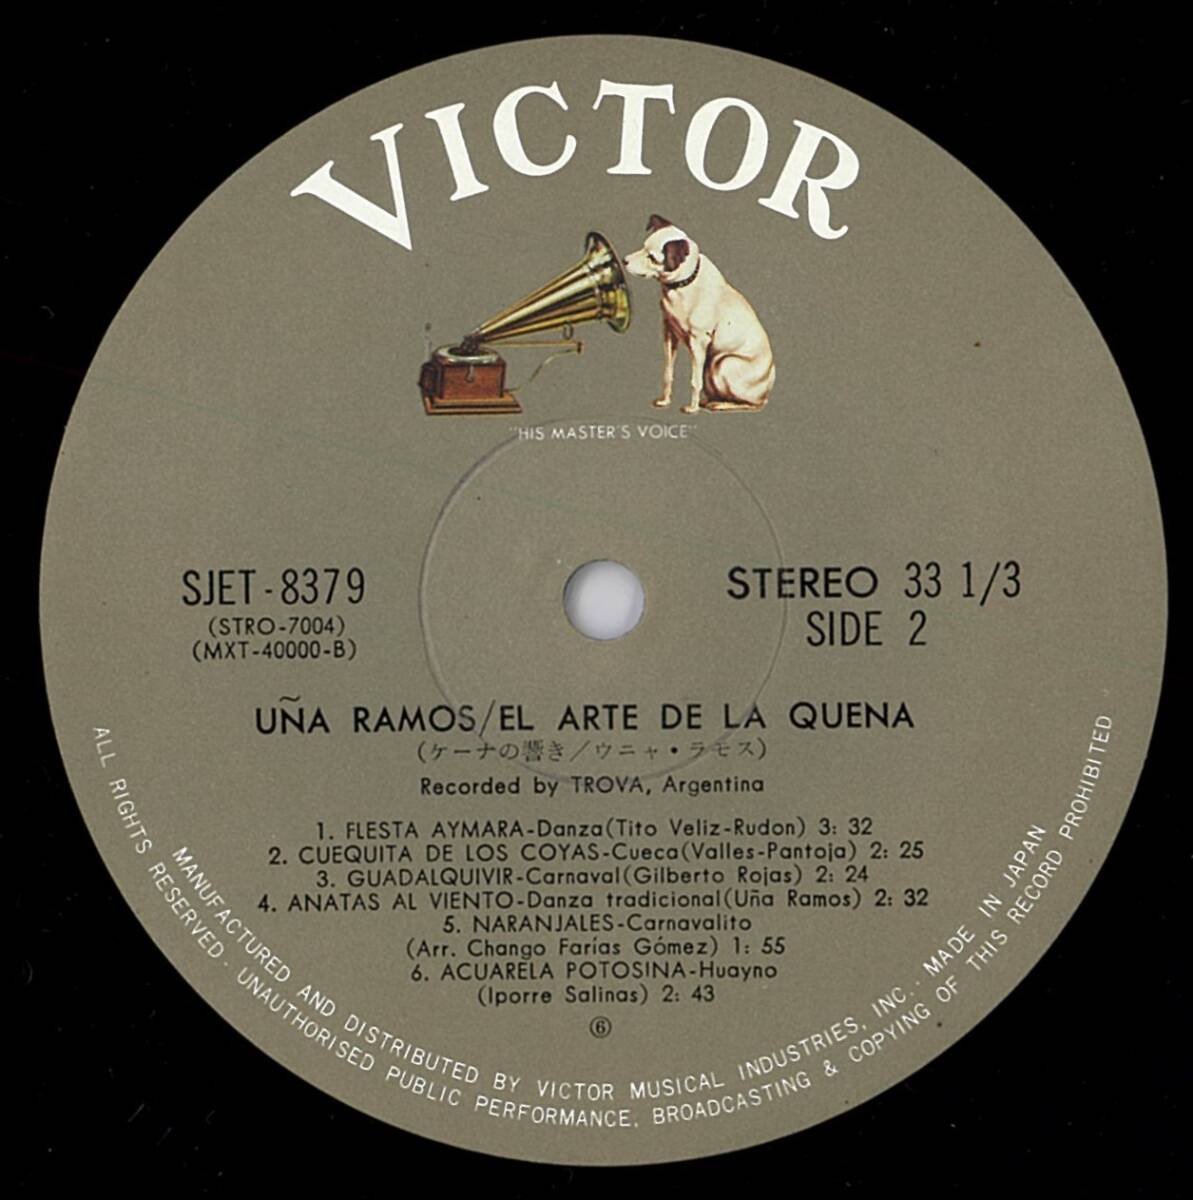 VICTOR
"HIS MASTER'S VOICE"
SJET-8379
(STRO-7004)
(MXT-40000-B)
STEREO 33 1/3
SIDE 2
UÑA RAMOS/EL ARTE DE LA QUENA
(ケーナの響き/ウニャ・ラモス)
Recorded by TROVA, Argentina
1. FLESTA AYMARA-Danza(Tito Veliz-Rudon) 3: 32
2. CUEQUITA DE LOS COYAS-Cueca(Valles-Pantoja) 2: 25
3. GUADALQUIVIR-Carnaval(Gilberto Rojas) 2: 24
4. ANATAS AL VIENTO-Danza tradicional(Uña Ramos) 2: 32
5. NARANJALES-Carnavalito
(Arr. Chango Farías Gómez) 1: 55
6. ACUARELA POTOSINA-Huayno
(Iporre Salinas) 2: 43
⑥
MANUFACTURED AND DISTRIBUTED BY VICTOR MUSICAL INDUSTRIES, INC.. MADE IN JAPAN
ALL RIGHTS RESERVED. UNAUTHORISED PUBLIC PERFORMANCE, BROADCASTING & COPYING OF THIS RECORD PROHIBITED